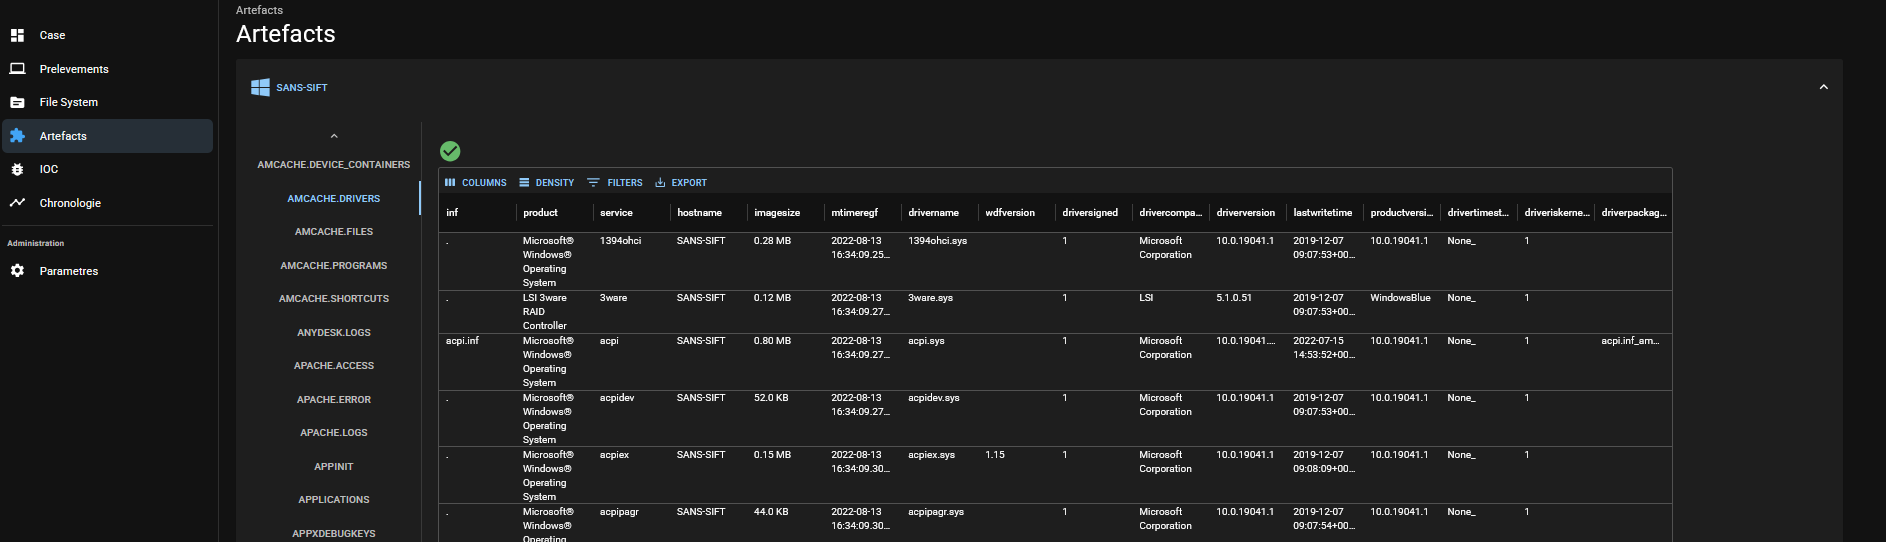 Case
Prelevements
File System
Artefacts
IOC
Chronologie
Administration
Parametres
Artefacts
Artefacts
SANS-SIFT
AMCACHE.DEVICE_CONTAINERS
AMCACHE.DRIVERS
AMCACHE.FILES
AMCACHE.PROGRAMS
AMCACHE.SHORTCUTS
ANYDESK.LOGS
APACHE.ACCESS
APACHE.ERROR
APACHE.LOGS
APPINIT
APPLICATIONS
APPXDEBUGKEYS
COLUMNS DENSITY FILTERS EXPORT
inf product service hostname imagesize mtimeregf drivername wdfversion driversigned drivercompa... driverversion lastwritetime productversi... drivertimest... driveriskerne... driverpackag...
. Microsoft® 1394ohci SANS-SIFT 0.28 MB 2022-08-13 1394ohci.sys 1 Microsoft 10.0.19041.1 2019-12-07 10.0.19041.1 None_ 1
Windows® 16:34:09.25... Corporation 09:07:53+00...
Operating
System
. LSI 3ware 3ware SANS-SIFT 0.12 MB 2022-08-13 3ware.sys 1 LSI 5.1.0.51 2019-12-07 WindowsBlue None_ 1
RAID 16:34:09.27... 09:07:53+00...
Controller
acpi.inf Microsoft® acpi SANS-SIFT 0.80 MB 2022-08-13 acpi.sys 1 Microsoft 10.0.19041.... 2022-07-15 10.0.19041.1 None_ 1 acpi.inf_am...
Windows® 16:34:09.27... Corporation 14:53:52+00...
Operating
System
. Microsoft® acpidev SANS-SIFT 52.0 KB 2022-08-13 acpidev.sys 1 Microsoft 10.0.19041.1 2019-12-07 10.0.19041.1 None_ 1
Windows® 16:34:09.27... Corporation 09:07:53+00...
Operating
System
. Microsoft® acpiex SANS-SIFT 0.15 MB 2022-08-13 acpiex.sys 1.15 1 Microsoft 10.0.19041.1 2019-12-07 10.0.19041.1 None_ 1
Windows® 16:34:09.30... Corporation 09:08:09+00...
Operating
System
. Microsoft® acpipagr SANS-SIFT 44.0 KB 2022-08-13 acpipagr.sys 1 Microsoft 10.0.19041.1 2019-12-07 10.0.19041.1 None_ 1
Windows® 16:34:09.30... Corporation 09:07:54+00...
Operating